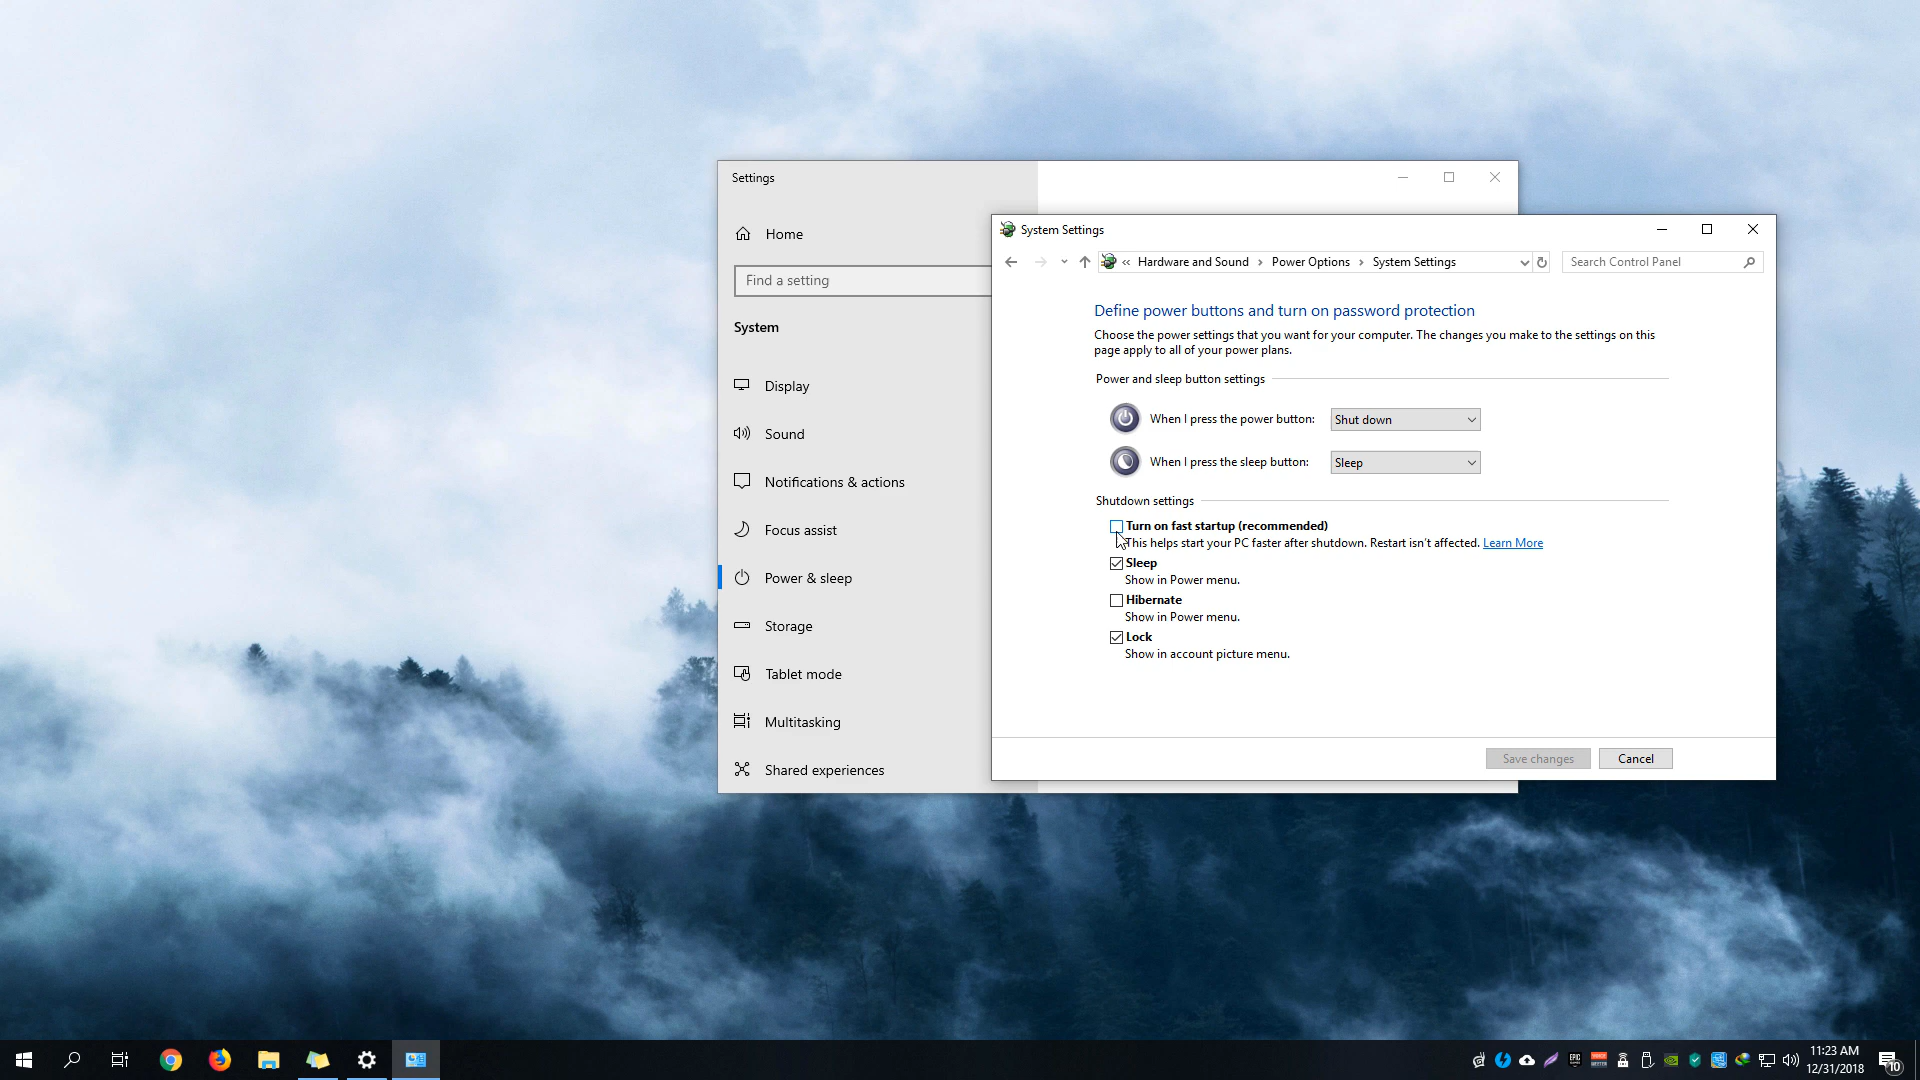 Settings
Home
Find a setting
System
Display
Sound
Notifications & actions
Focus assist
Power & sleep
Storage
Tablet mode
Multitasking
Shared experiences
System Settings
« Hardware and Sound > Power Options > System Settings
Search Control Panel
Define power buttons and turn on password protection
Choose the power settings that you want for your computer. The changes you make to the settings on this
page apply to all of your power plans.
Power and sleep button settings
When I press the power button: Shut down
When I press the sleep button: Sleep
Shutdown settings
Turn on fast startup (recommended)
This helps start your PC faster after shutdown. Restart isn't affected. Learn More
Sleep
Show in Power menu.
Hibernate
Show in Power menu.
Lock
Show in account picture menu.
Save changes
Cancel
EPIC
11:23 AM
12/31/2018
10